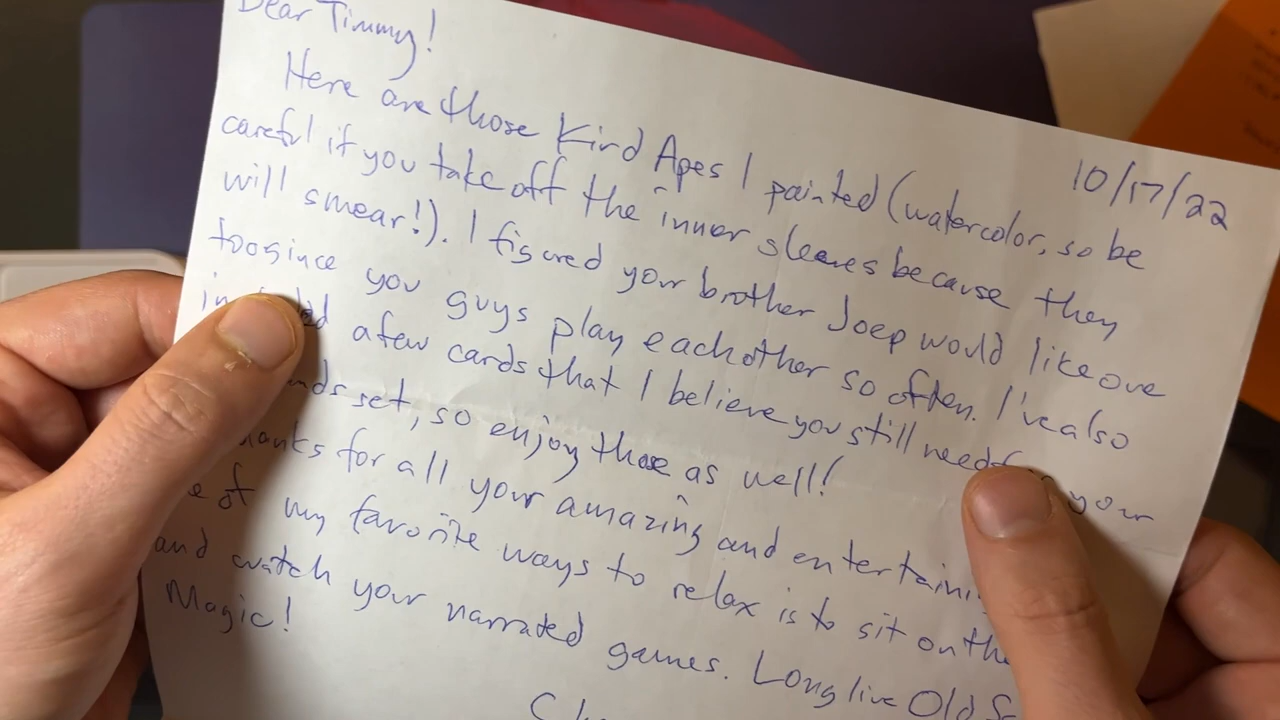 Dear Timmy!
10/17/22
Here are those Kird Apes I painted (watercolor, so be
careful if you take off the inner sleeves because they
will smear!). I figured your brother Joep would like one
too since you guys play each other so often. I've also
a few cards that I believe you still need your
set, so enjoy those as well!
for all your amazing and
of my favorite ways to relax is to sit on the
and watch your narrated games. Long live Old
Magic!